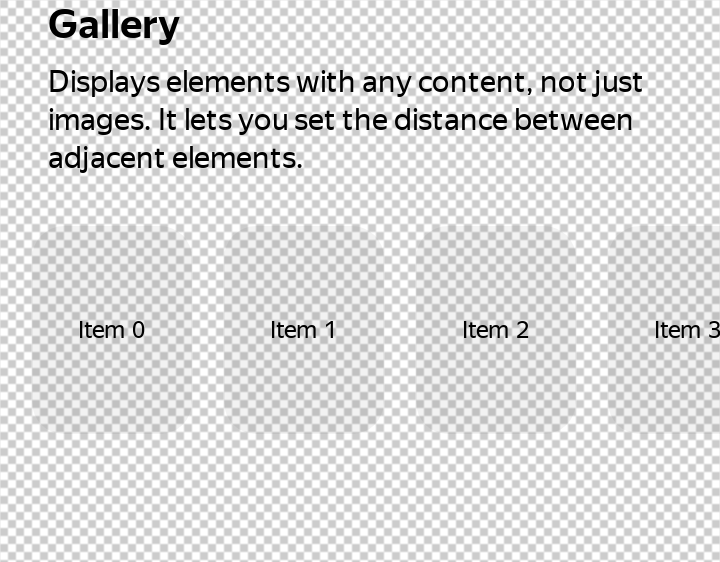 Gallery
Displays elements with any content, not just
images. It lets you set the distance between
adjacent elements.
Item 0
Item 1
Item 2
Item 3